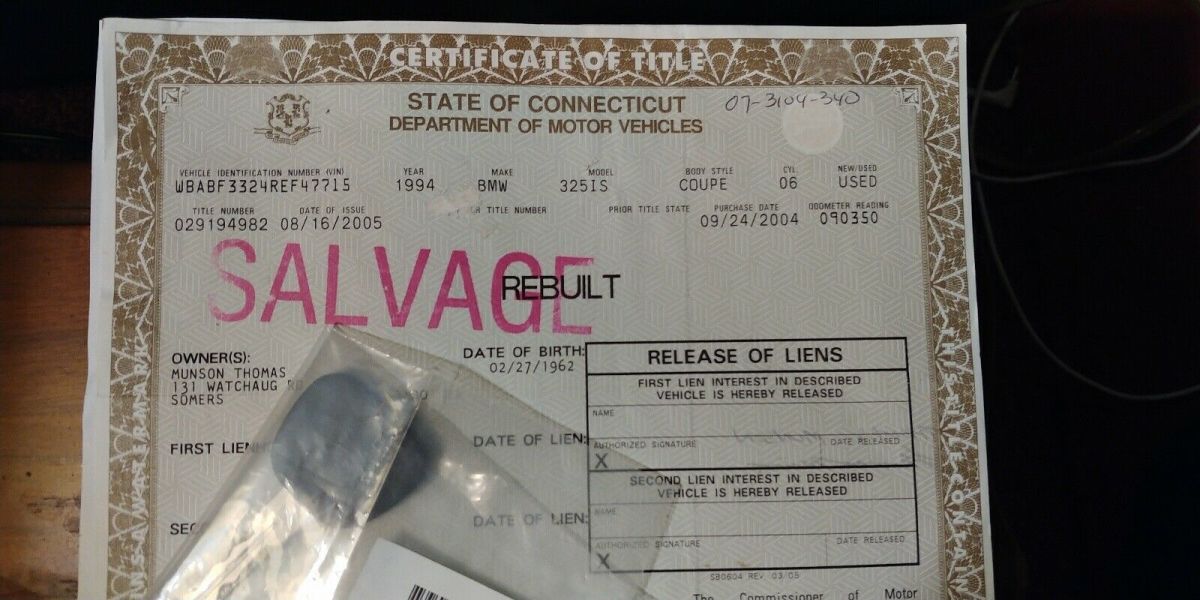 CERTIFICATE OF TITLE
STATE OF CONNECTICUT
07-3104-340
DEPARTMENT OF MOTOR VEHICLES
VEHICLE IDENTIFICATION NUMBER (VIN) YEAR MAKE MODEL BODY STYLE CYL NEW/USED
WBABF3324REF47715 1994 BMW 325IS COUPE 06 USED
TITLE NUMBER DATE OF ISSUE TITLE NUMBER PRIOR TITLE STATE PURCHASE DATE ODOMETER READING
029194982 08/16/2005 09/24/2004 090350
SALVAGE
REBUILT
OWNER(S): DATE OF BIRTH:
MUNSON THOMAS 02/27/1962
131 WATCHAUG RD
SOMERS
RELEASE OF LIENS
FIRST LIEN INTEREST IN DESCRIBED
VEHICLE IS HEREBY RELEASED
NAME
FIRST LIENH DATE OF LIEN:
AUTHORIZED SIGNATURE DATE RELEASED
X
SECOND LIEN INTEREST IN DESCRIBED
VEHICLE IS HEREBY RELEASED
NAME
SEC DATE OF LIEN:
AUTHORIZED SIGNATURE DATE RELEASED
X
SB0604 REV 03/05
The Commissioner of Motor